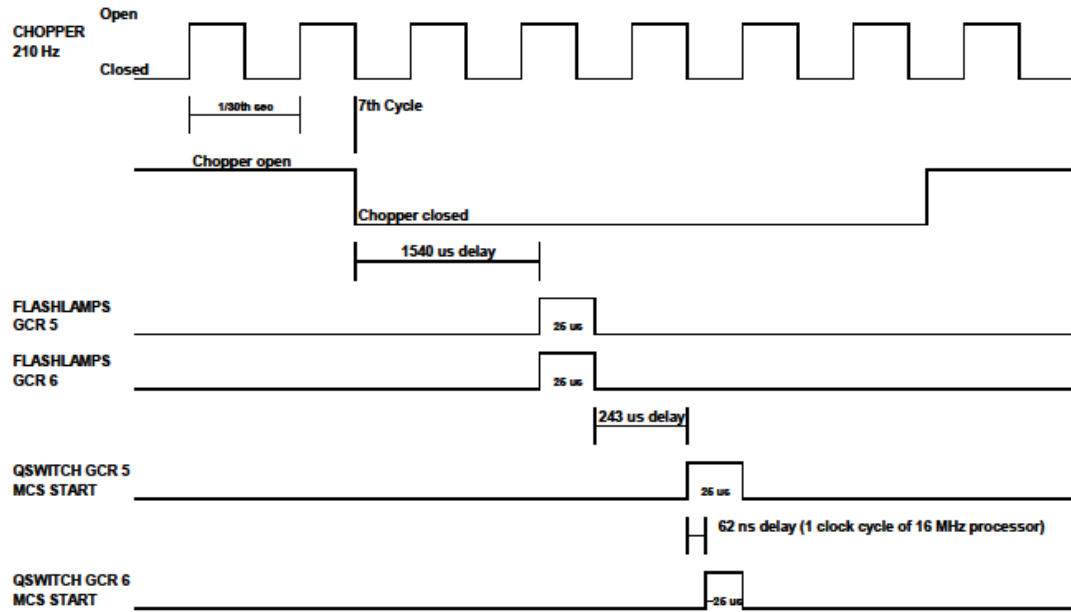 Open
CHOPPER
210 Hz
Closed
1/30th sec
7th Cycle
Chopper open
Chopper closed
1540 us delay
FLASHLAMPS
GCR 5
25 us
FLASHLAMPS
GCR 6
25 us
243 us delay
QSWITCH GCR 5
MCS START
25 us
62 ns delay (1 clock cycle of 16 MHz processor)
QSWITCH GCR 6
MCS START
~25 us